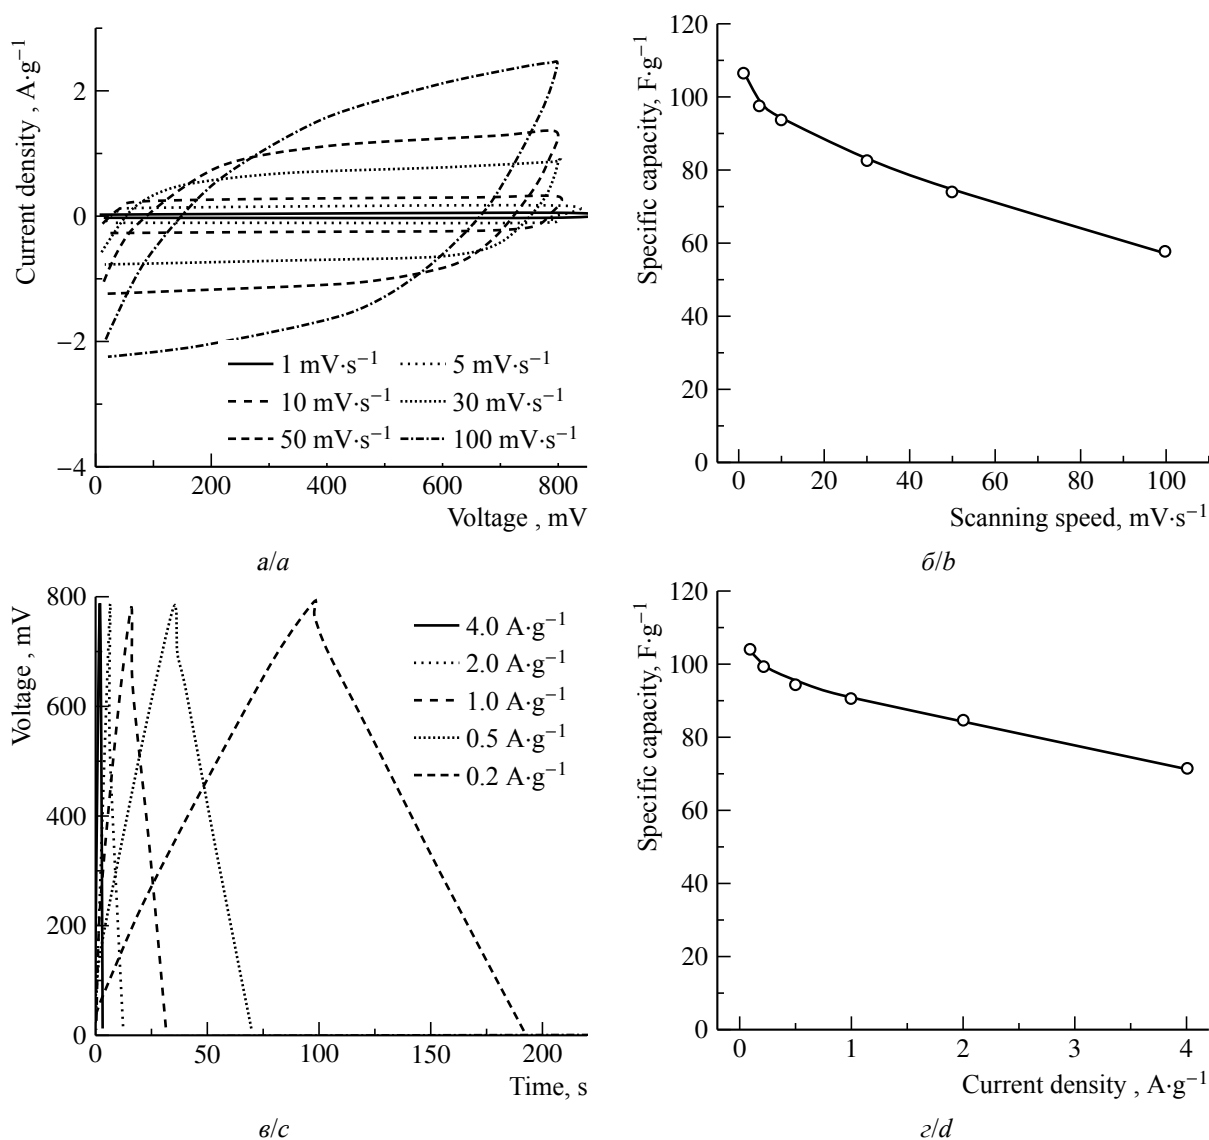 Current density , A·g⁻¹
2
0
−2
−4
0 200 400 600 800
Voltage , mV
1 mV·s⁻¹ 5 mV·s⁻¹
10 mV·s⁻¹ 30 mV·s⁻¹
50 mV·s⁻¹ 100 mV·s⁻¹
а/a
Specific capacity, F·g⁻¹
120
100
80
60
40
20
0
0 20 40 60 80 100
Scanning speed, mV·s⁻¹
б/b
Voltage , mV
800
600
400
200
0
0 50 100 150 200
Time, s
4.0 A·g⁻¹
2.0 A·g⁻¹
1.0 A·g⁻¹
0.5 A·g⁻¹
0.2 A·g⁻¹
в/c
Specific capacity, F·g⁻¹
120
100
80
60
40
20
0
0 1 2 3 4
Current density , A·g⁻¹
г/d